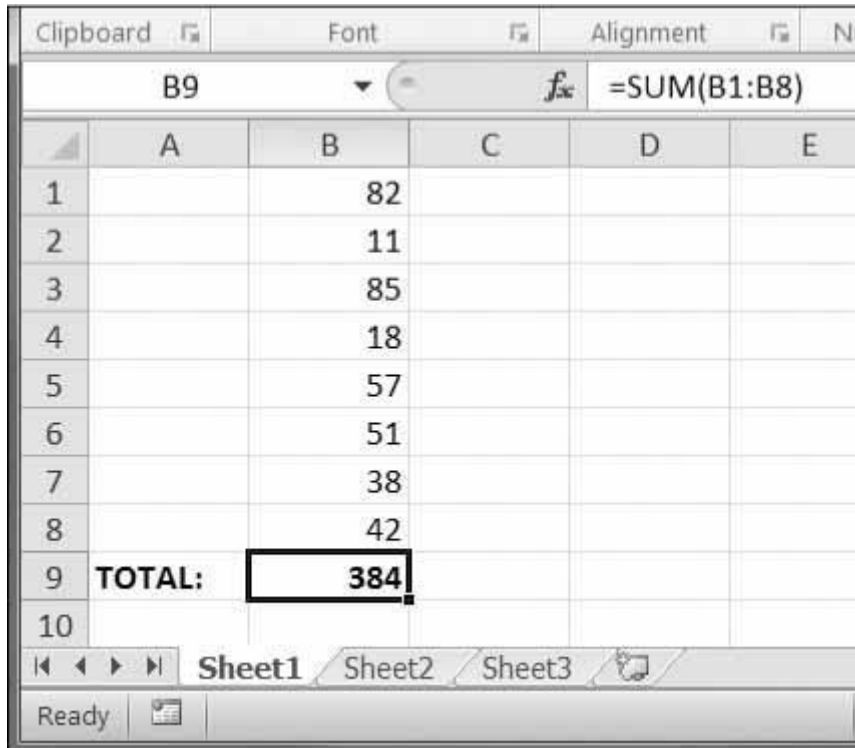 Clipboard Font Alignment N
B9 fx =SUM(B1:B8)
A B C D E
1 82
2 11
3 85
4 18
5 57
6 51
7 38
8 42
9 TOTAL: 384
10
Sheet1 Sheet2 Sheet3
Ready